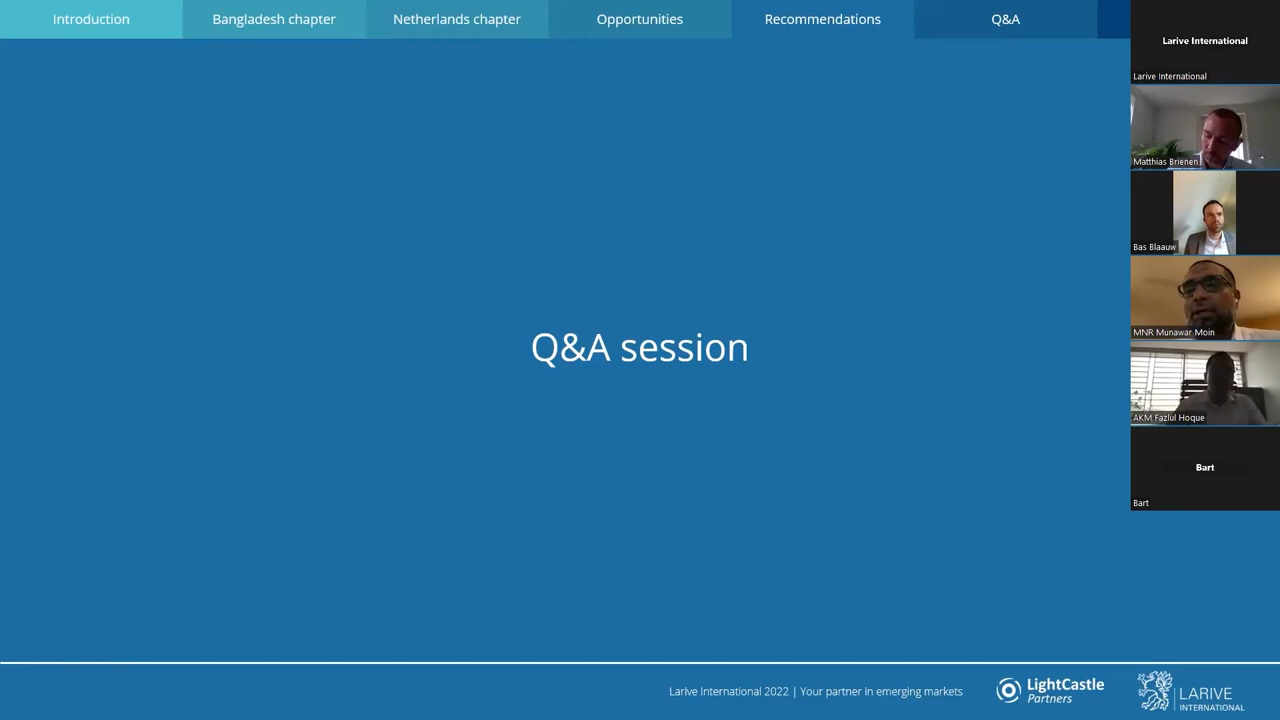 Introduction
Bangladesh chapter
Netherlands chapter
Opportunities
Recommendations
Q&A
Larive International
Larive International
Matthias Brienen
Bas Blaauw
MNR Munawar Moin
AKM Fazlul Hoque
Bart
Bart
Q&A session
Larive International 2022 | Your partner in emerging markets
LightCastle
Partners
LARIVE
INTERNATIONAL